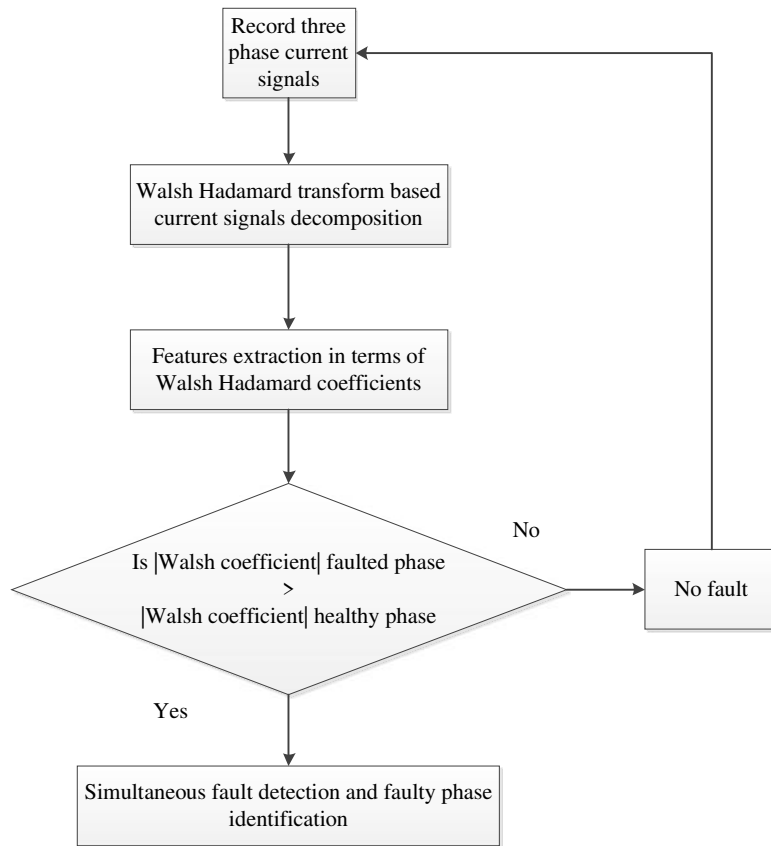 Record three
phase current
signals
Walsh Hadamard transform based
current signals decomposition
Features extraction in terms of
Walsh Hadamard coefficients
Is |Walsh coefficient| faulted phase
>
|Walsh coefficient| healthy phase
No
No fault
Yes
Simultaneous fault detection and faulty phase
identification